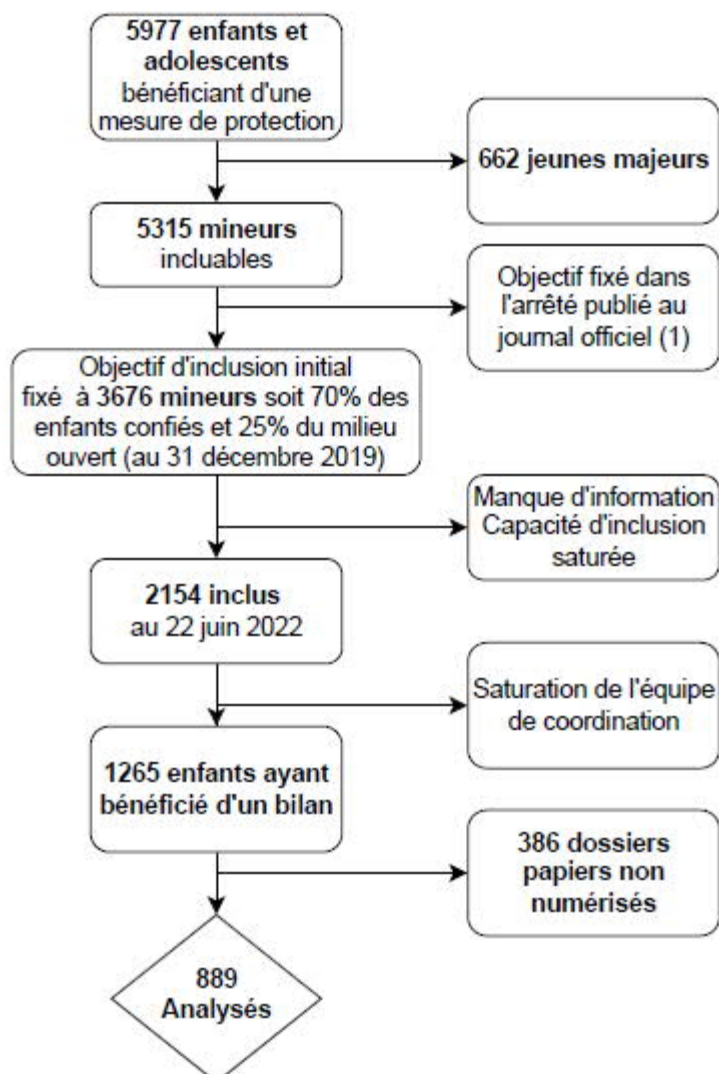 5977 enfants et
adolescents
bénéficiant d'une
mesure de protection
662 jeunes majeurs
5315 mineurs
incluables
Objectif fixé dans
l'arrêté publié au
journal officiel (1)
Objectif d'inclusion initial
fixé à 3676 mineurs soit 70% des
enfants confiés et 25% du milieu
ouvert (au 31 décembre 2019)
Manque d'information
Capacité d'inclusion
saturée
2154 inclus
au 22 juin 2022
Saturation de l'équipe
de coordination
1265 enfants ayant
bénéficié d'un bilan
386 dossiers
papiers non
numérisés
889
Analysés